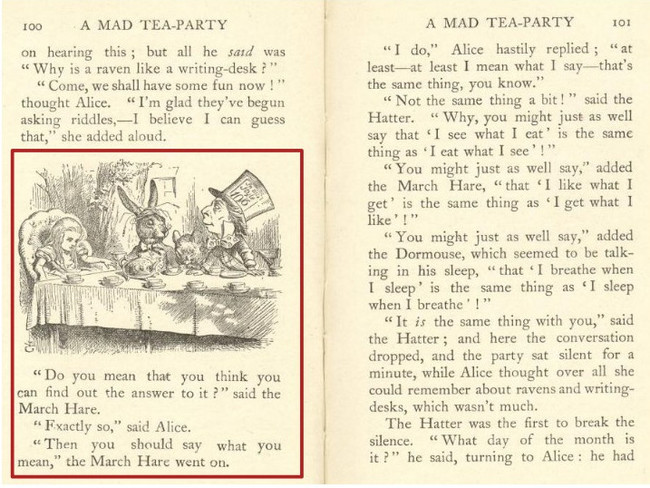 100 A MAD TEA-PARTY
on hearing this ; but all he said was
“ Why is a raven like a writing-desk ? ”
“ Come, we shall have some fun now ! ”
thought Alice. “ I’m glad they’ve begun
asking riddles,—I believe I can guess
that,” she added aloud.
“ Do you mean that you think you
can find out the answer to it ? ” said the
March Hare.
“ Fxactly so,” said Alice.
“ Then you should say what you
mean,” the March Hare went on.
A MAD TEA-PARTY 101
“ I do,” Alice hastily replied ; “ at
least—at least I mean what I say—that’s
the same thing, you know.”
“ Not the same thing a bit ! ” said the
Hatter. “ Why, you might just as well
say that ‘ I see what I eat ’ is the same
thing as ‘ I eat what I see ’ ! ”
“ You might just as well say,” added
the March Hare, “ that ‘ I like what I
get ’ is the same thing as ‘ I get what I
like ’ ! ”
“ You might just as well say,” added
the Dormouse, which seemed to be talk-
ing in his sleep, “ that ‘ I breathe when
I sleep ’ is the same thing as ‘ I sleep
when I breathe ’ ! ”
“ It is the same thing with you,” said
the Hatter ; and here the conversation
dropped, and the party sat silent for a
minute, while Alice thought over all she
could remember about ravens and writing-
desks, which wasn’t much.
The Hatter was the first to break the
silence. “ What day of the month is
it ? ” he said, turning to Alice : he had